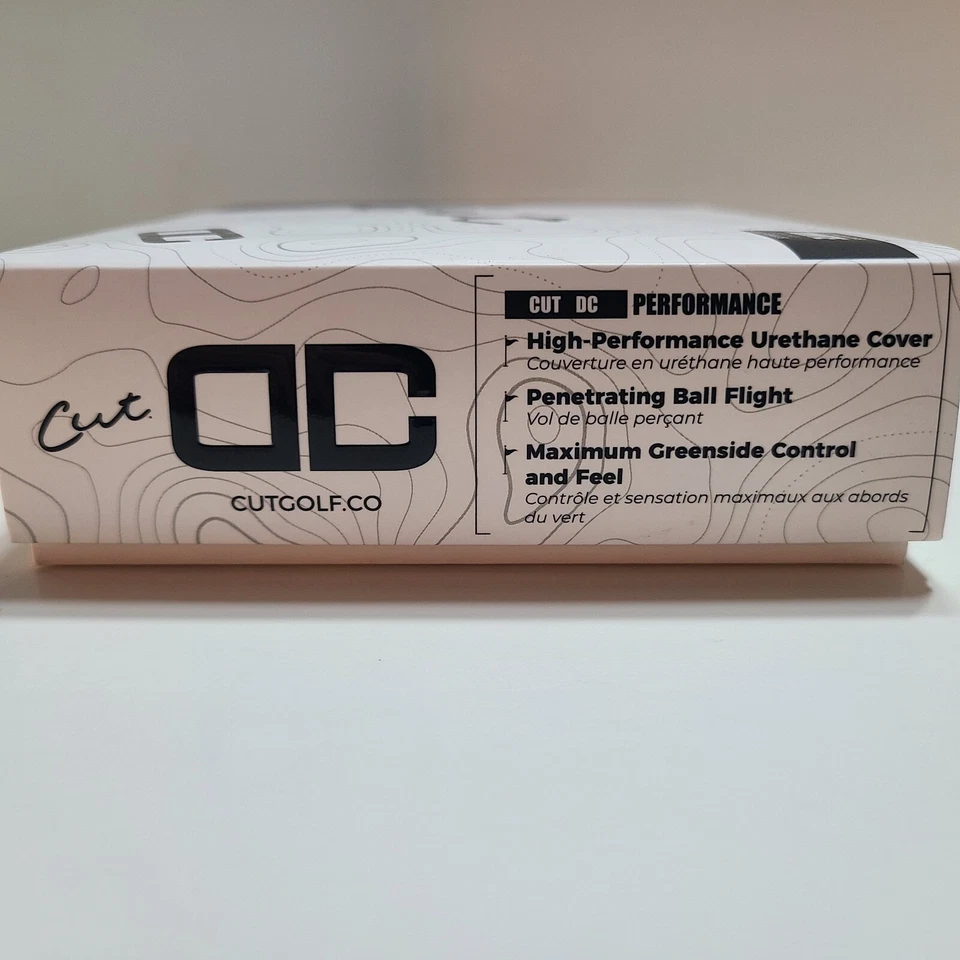 Cut.
DC
CUTGOLF.CO
CUT DC PERFORMANCE
High-Performance Urethane Cover
Couverture en uréthane haute performance
Penetrating Ball Flight
Vol de balle perçant
Maximum Greenside Control
and Feel
Contrôle et sensation maximaux aux abords
du vert